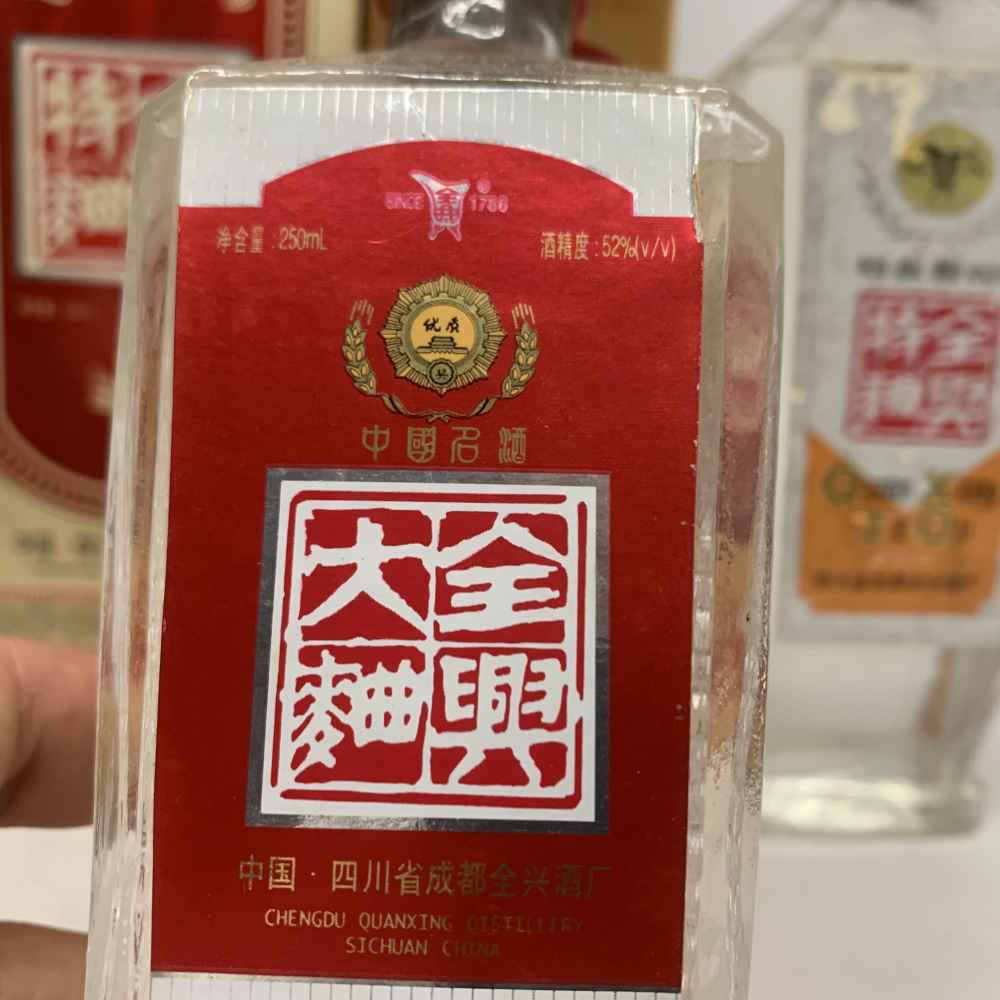 SINCE 全 ® 1786
净含量:250mL
酒精度:52%(v/v)
优质
中國名酒
全興
大麯
中国·四川省成都全兴酒厂
CHENGDU QUANXING DISTILLERY
SICHUAN CHINA